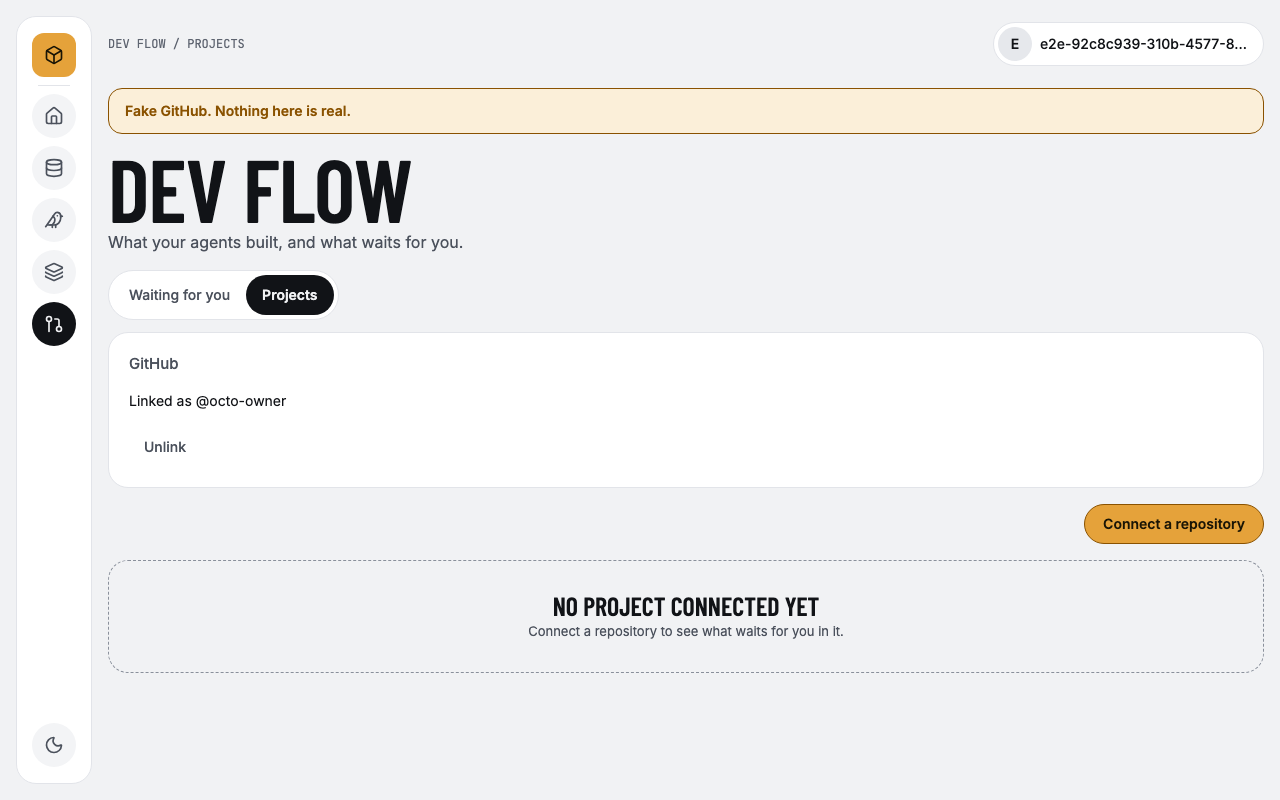 DEV FLOW / PROJECTS
E
e2e-92c8c939-310b-4577-8...
Fake GitHub. Nothing here is real.
DEV FLOW
What your agents built, and what waits for you.
Waiting for you
Projects
GitHub
Linked as @octo-owner
Unlink
Connect a repository
NO PROJECT CONNECTED YET
Connect a repository to see what waits for you in it.